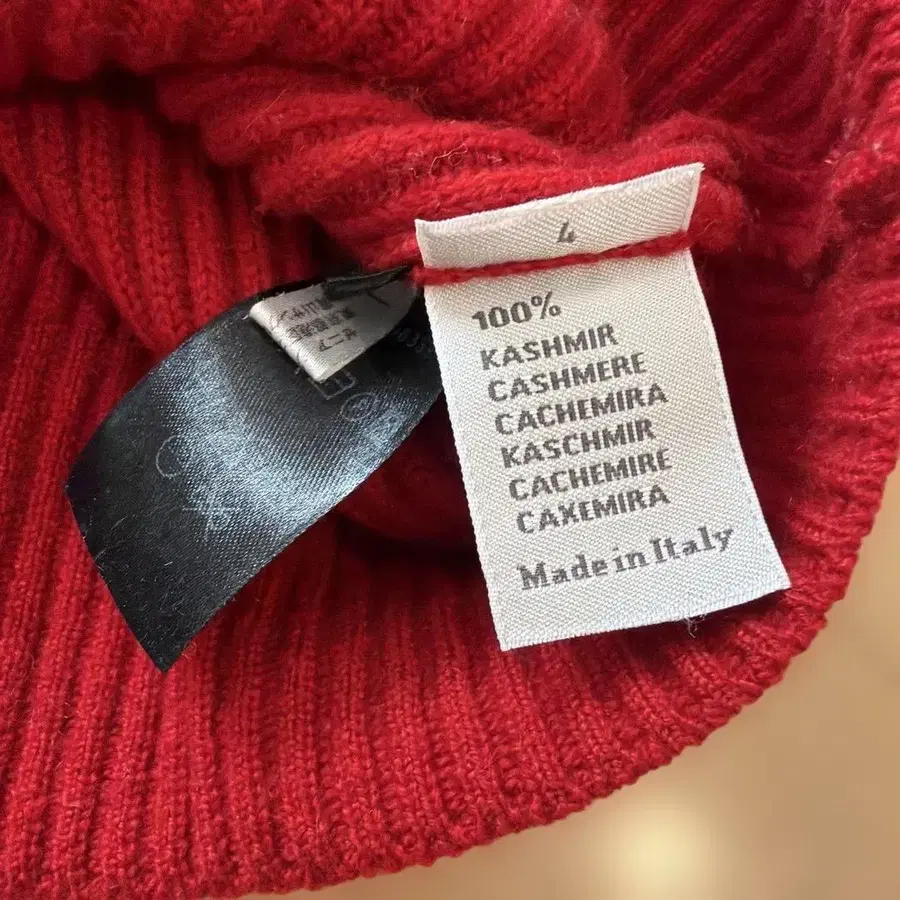 4
100%
KASHMIR
CASHMERE
CACHEMIRA
KASCHMIR
CACHEMIRE
CAXEMIRA
Made in Italy